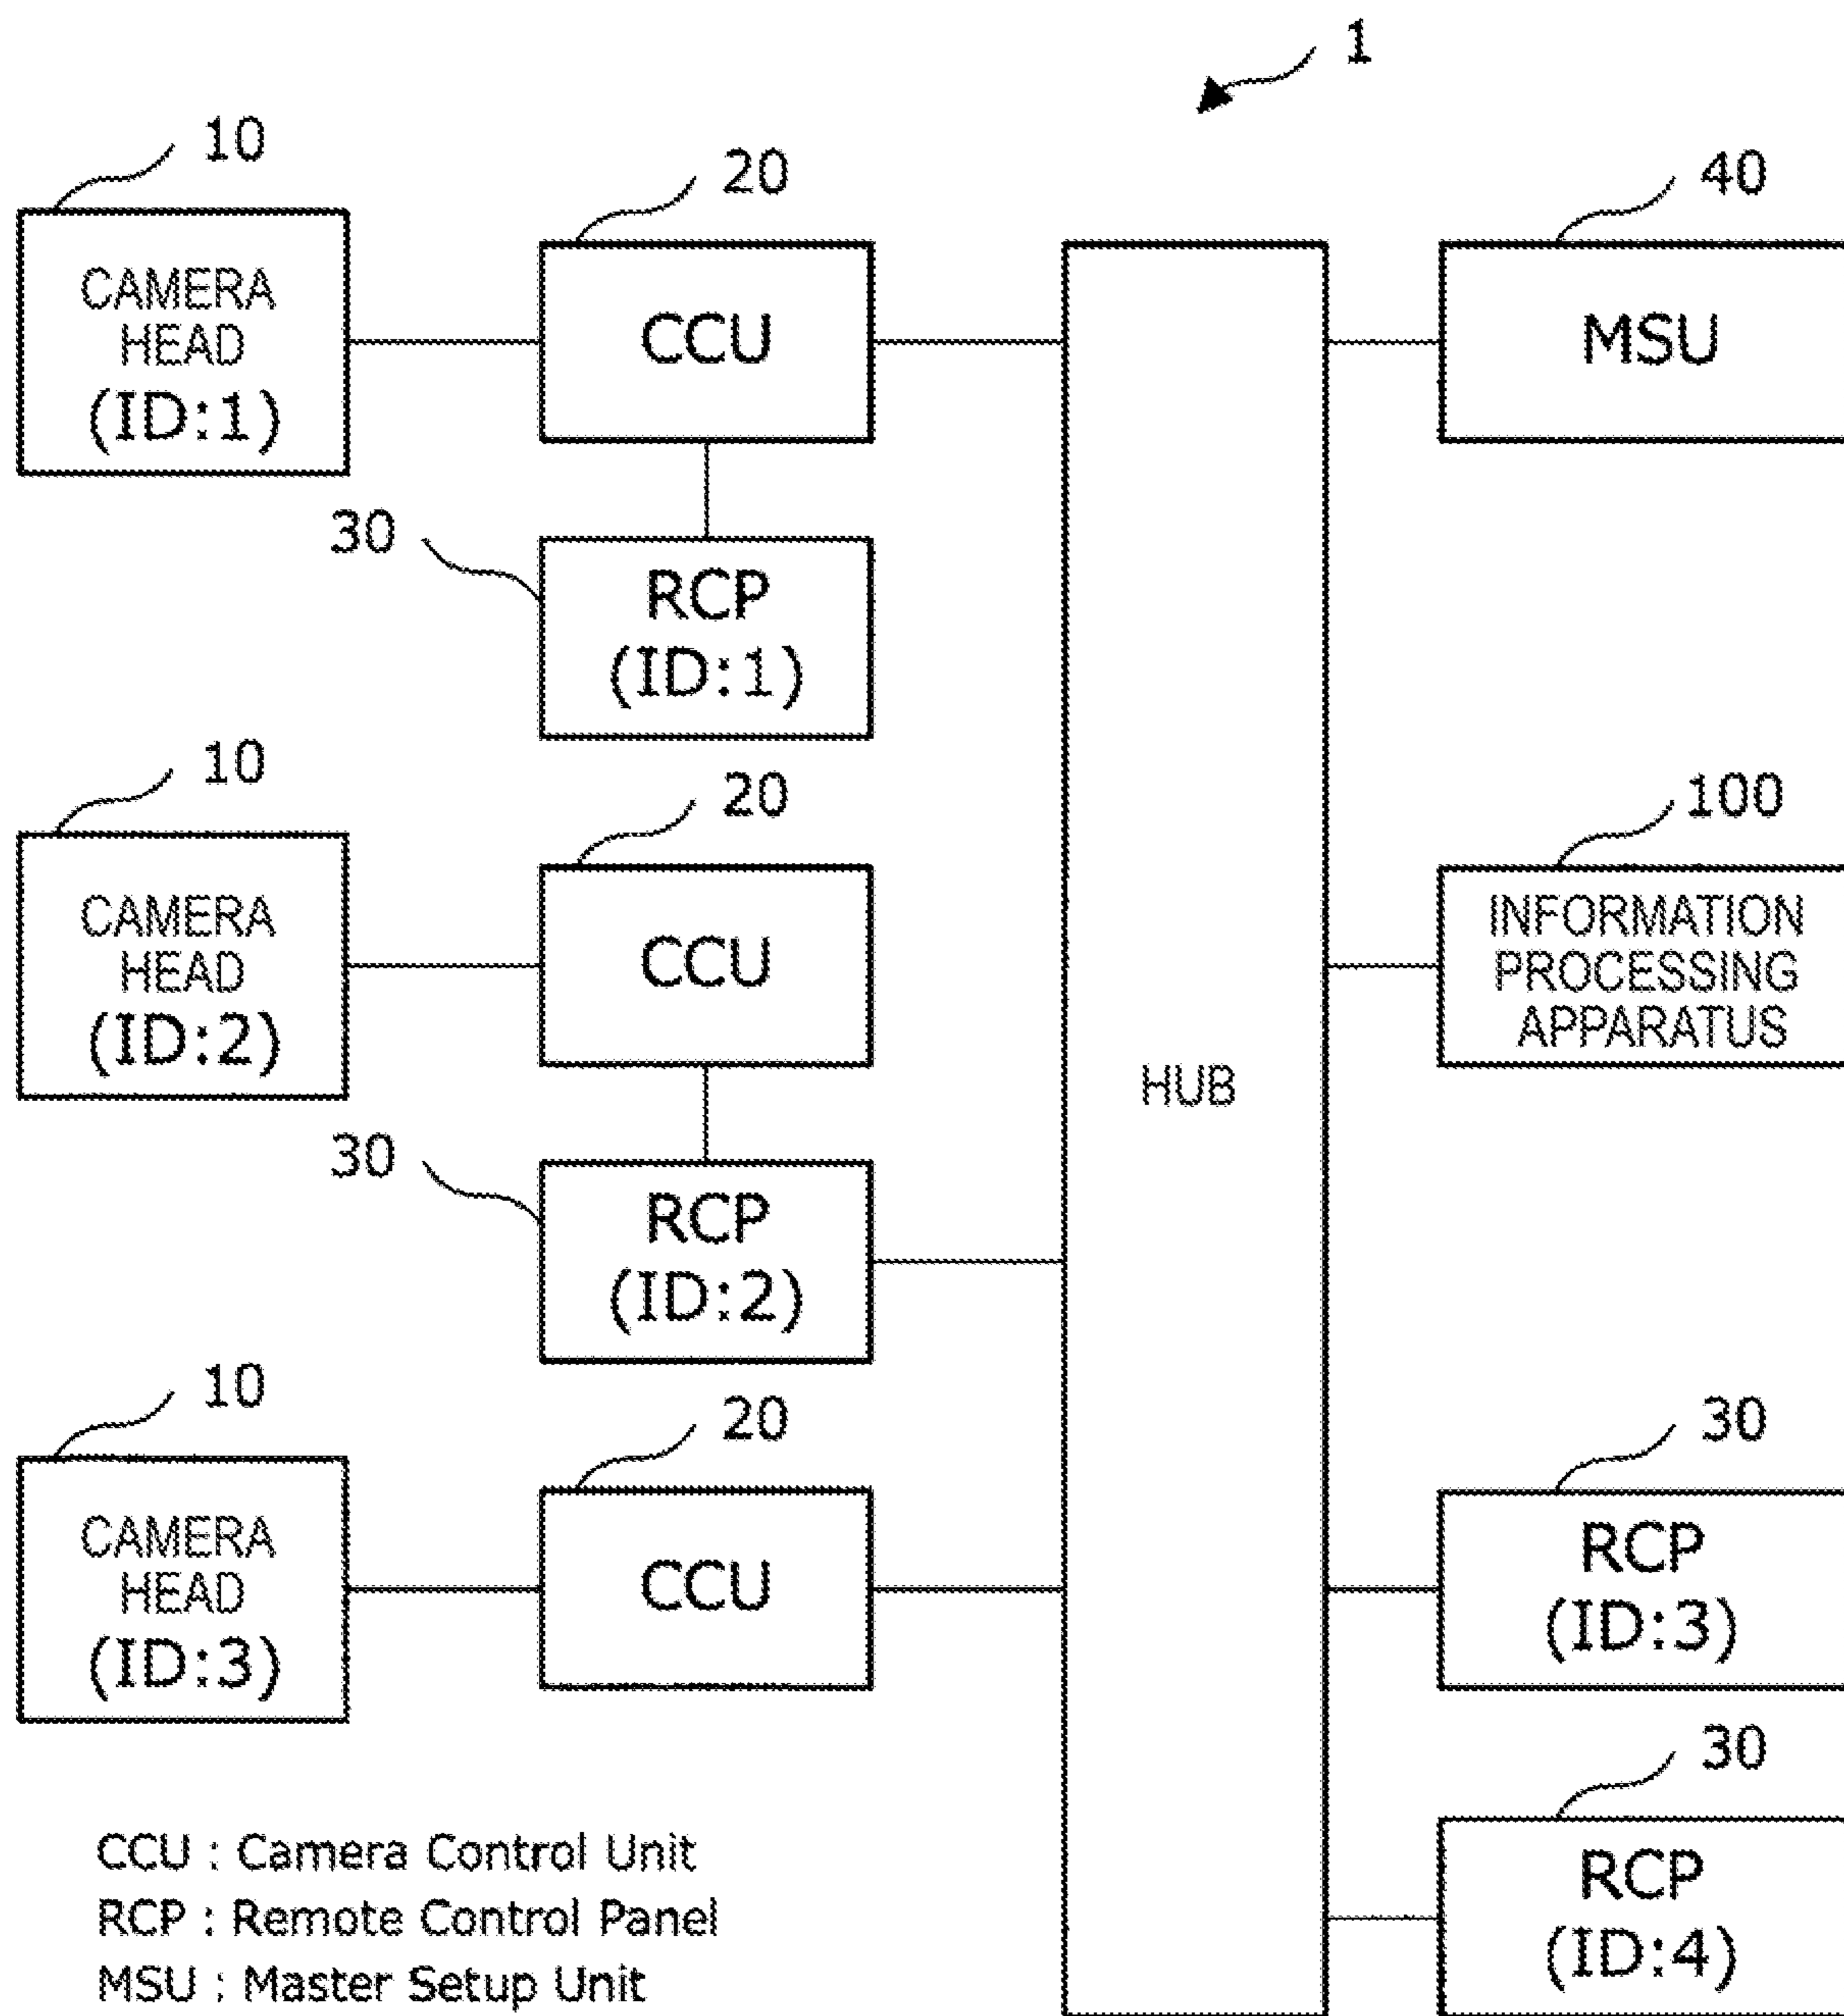 1
10
20
40
CAMERA
HEAD
(ID:1)
CCU
MSU
30
RCP
(ID:1)
10
20
100
CAMERA
HEAD
(ID:2)
CCU
INFORMATION
PROCESSING
APPARATUS
HUB
30
RCP
(ID:2)
10
20
30
CAMERA
HEAD
(ID:3)
CCU
RCP
(ID:3)
30
RCP
(ID:4)
CCU : Camera Control Unit
RCP : Remote Control Panel
MSU : Master Setup Unit